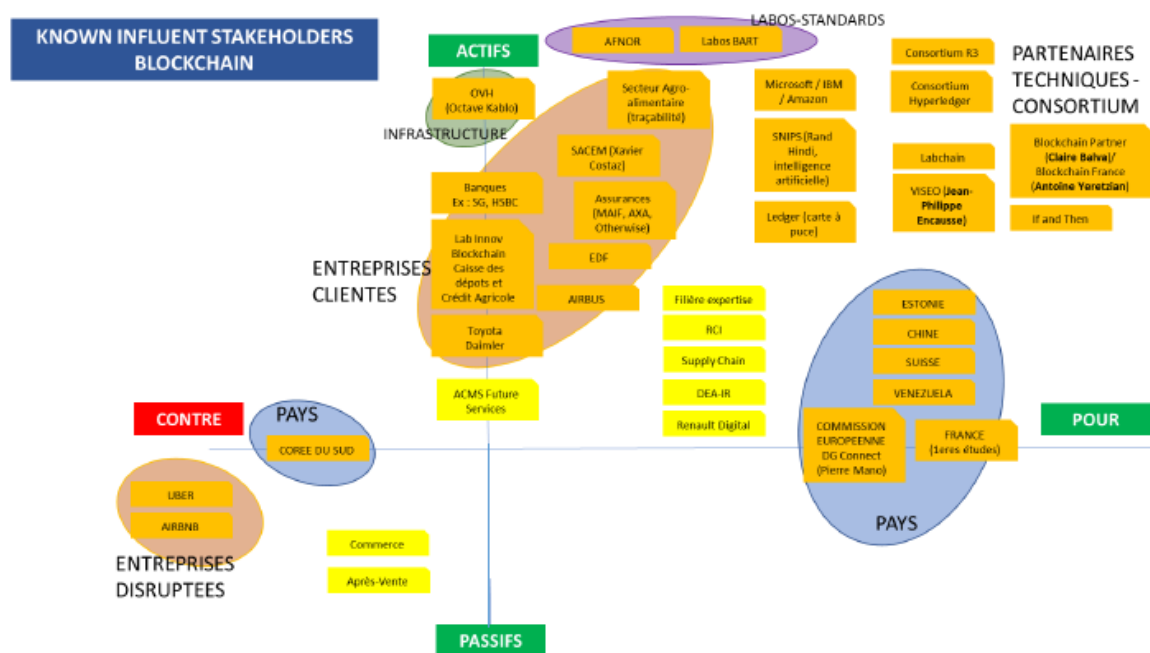 KNOWN INFLUENT STAKEHOLDERS
BLOCKCHAIN
ACTIFS
LABOS-STANDARDS
AFNOR
Labos BART
OVH
(Octave Kablo)
INFRASTRUCTURE
Secteur Agro-
alimentaire
(traçabilité)
SACEM (Xavier
Costaz)
Banques
Ex : SG, HSBC
Assurances
(MAIF, AXA,
Otherwise)
Lab Innov
Blockchain
Caisse des
dépots et
Crédit Agricole
EDF
AIRBUS
Toyota
Daimler
ENTREPRISES
CLIENTES
Microsoft / IBM
/ Amazon
SNIPS (Rand
Hindi,
intelligence
artificielle)
Ledger (carte à
puce)
Consortium R3
Consortium
Hyperledger
Labchain
VISEO (Jean-
Philippe
Encausse)
PARTENAIRES
TECHNIQUES -
CONSORTIUM
Blockchain Partner
(Claire Balva)/
Blockchain France
(Antoine Yeretzian)
If and Then
Filière expertise
RCI
Supply Chain
DEA-IR
Renault Digital
ACMS Future
Services
ESTONIE
CHINE
SUISSE
VENEZUELA
COMMISSION
EUROPEENNE
DG Connect
(Pierre Mano)
FRANCE
(1eres études)
PAYS
POUR
CONTRE
PAYS
COREE DU SUD
UBER
AIRBNB
ENTREPRISES
DISRUPTEES
Commerce
Après-Vente
PASSIFS